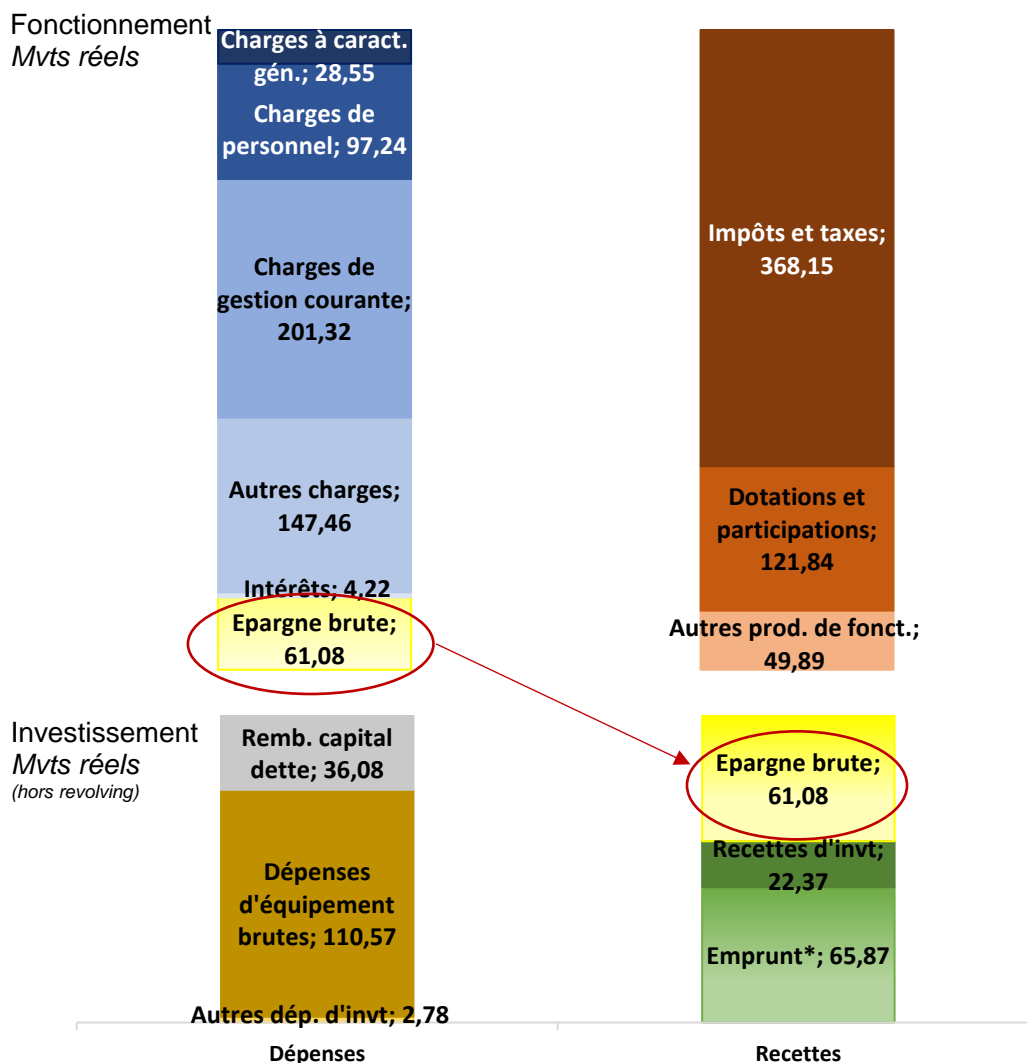 Fonctionnement
Mvts réels
Charges à caract.
gén.; 28,55
Charges de
personnel; 97,24
Charges de
gestion courante;
201,32
Autres charges;
147,46
Intérêts; 4,22
Epargne brute;
61,08
Impôts et taxes;
368,15
Dotations et
participations;
121,84
Autres prod. de fonct.;
49,89
Investissement
Mvts réels
(hors revolving)
Remb. capital
dette; 36,08
Dépenses
d'équipement
brutes; 110,57
Autres dép. d'invt; 2,78
Epargne brute;
61,08
Recettes d'invt;
22,37
Emprunt*; 65,87
Dépenses
Recettes